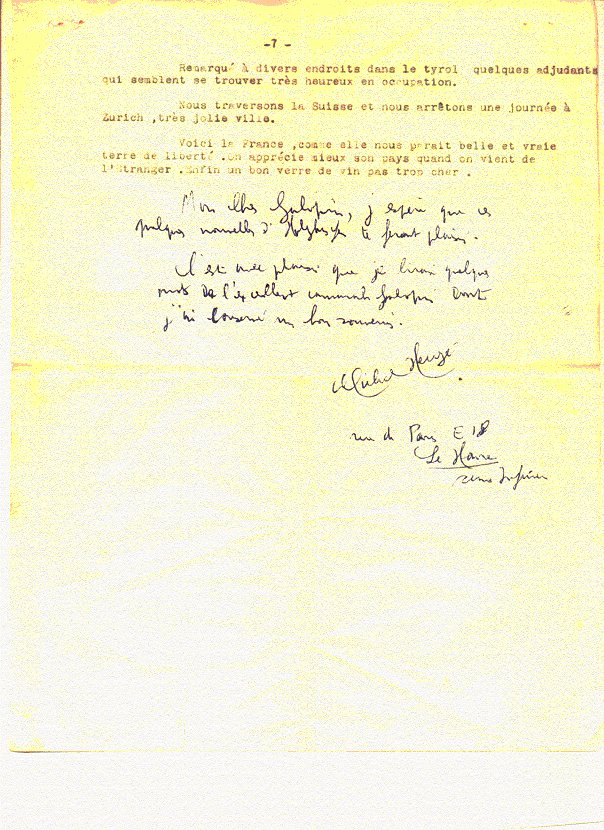 -7 -
Remarqué à divers endroits dans le tyrol quelques adjudants
qui semblent se trouver très heureux en occupation.
Nous traversons la Suisse et nous arrêtons une journée à
Zurich ,très jolie ville.
Voici la France ,comme elle nous parait belle et vraie
terre de liberté .On apprécie mieux son pays quand on vient de
l'Etranger .Enfin un bon verre de vin pas trop cher .
Mon cher Galopin, j'espère que ces
quelques nouvelles d' te feront plaisir.
C'est avec plaisir que je lirai quelques
mots de l'excellent Galopin dont
j'ai conservé un bon souvenir.
Michel
rue de Paris E 18
Le Havre
Seine Infrieure